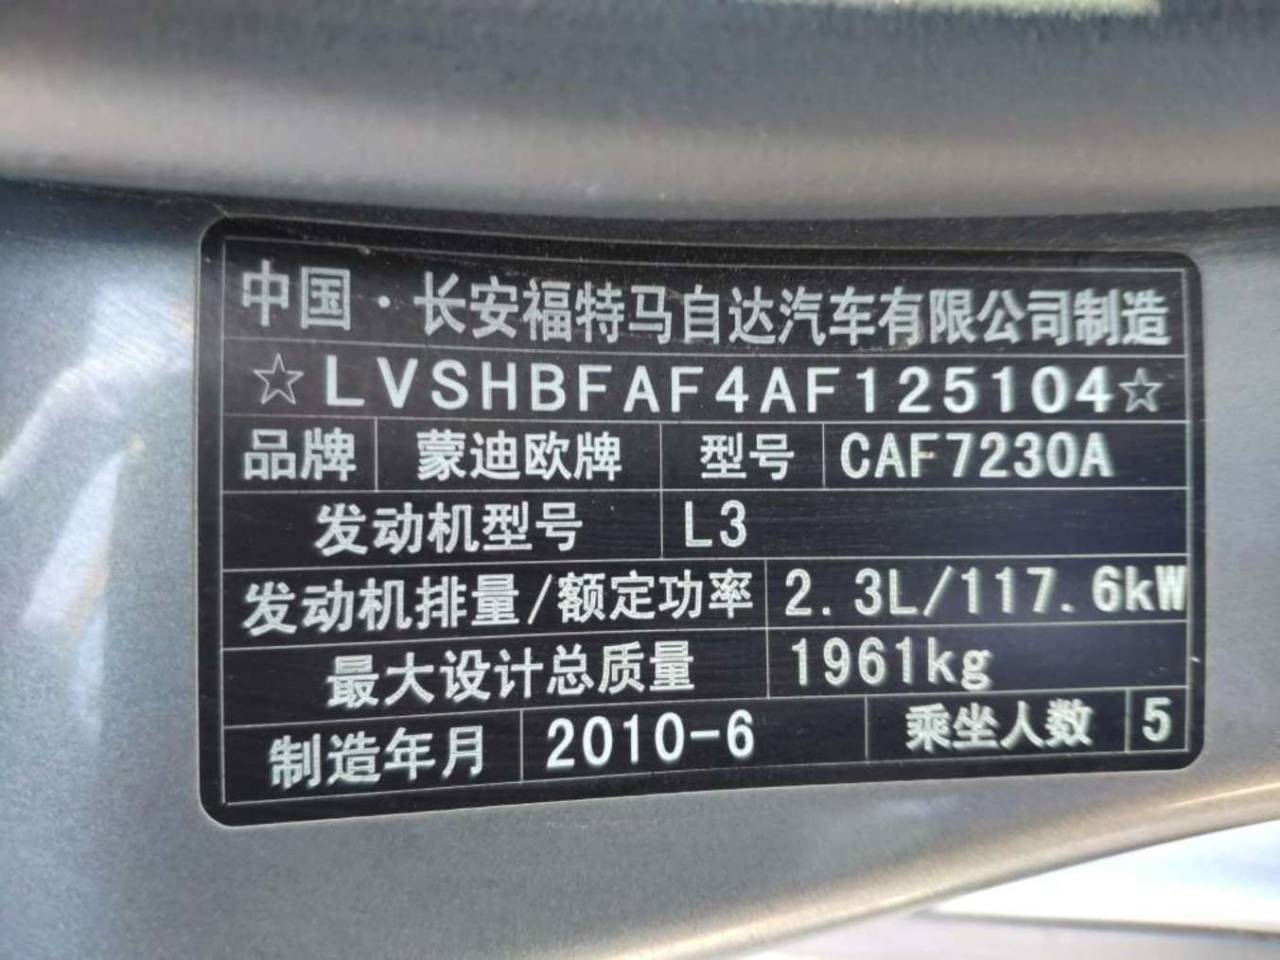 中国·长安福特马自达汽车有限公司制造
☆LVSHBFAF4AF125104☆
品牌 蒙迪欧牌 型号 CAF7230A
发动机型号 L3
发动机排量/额定功率 2.3L/117.6kW
最大设计总质量 1961kg
制造年月 2010-6 乘坐人数 5